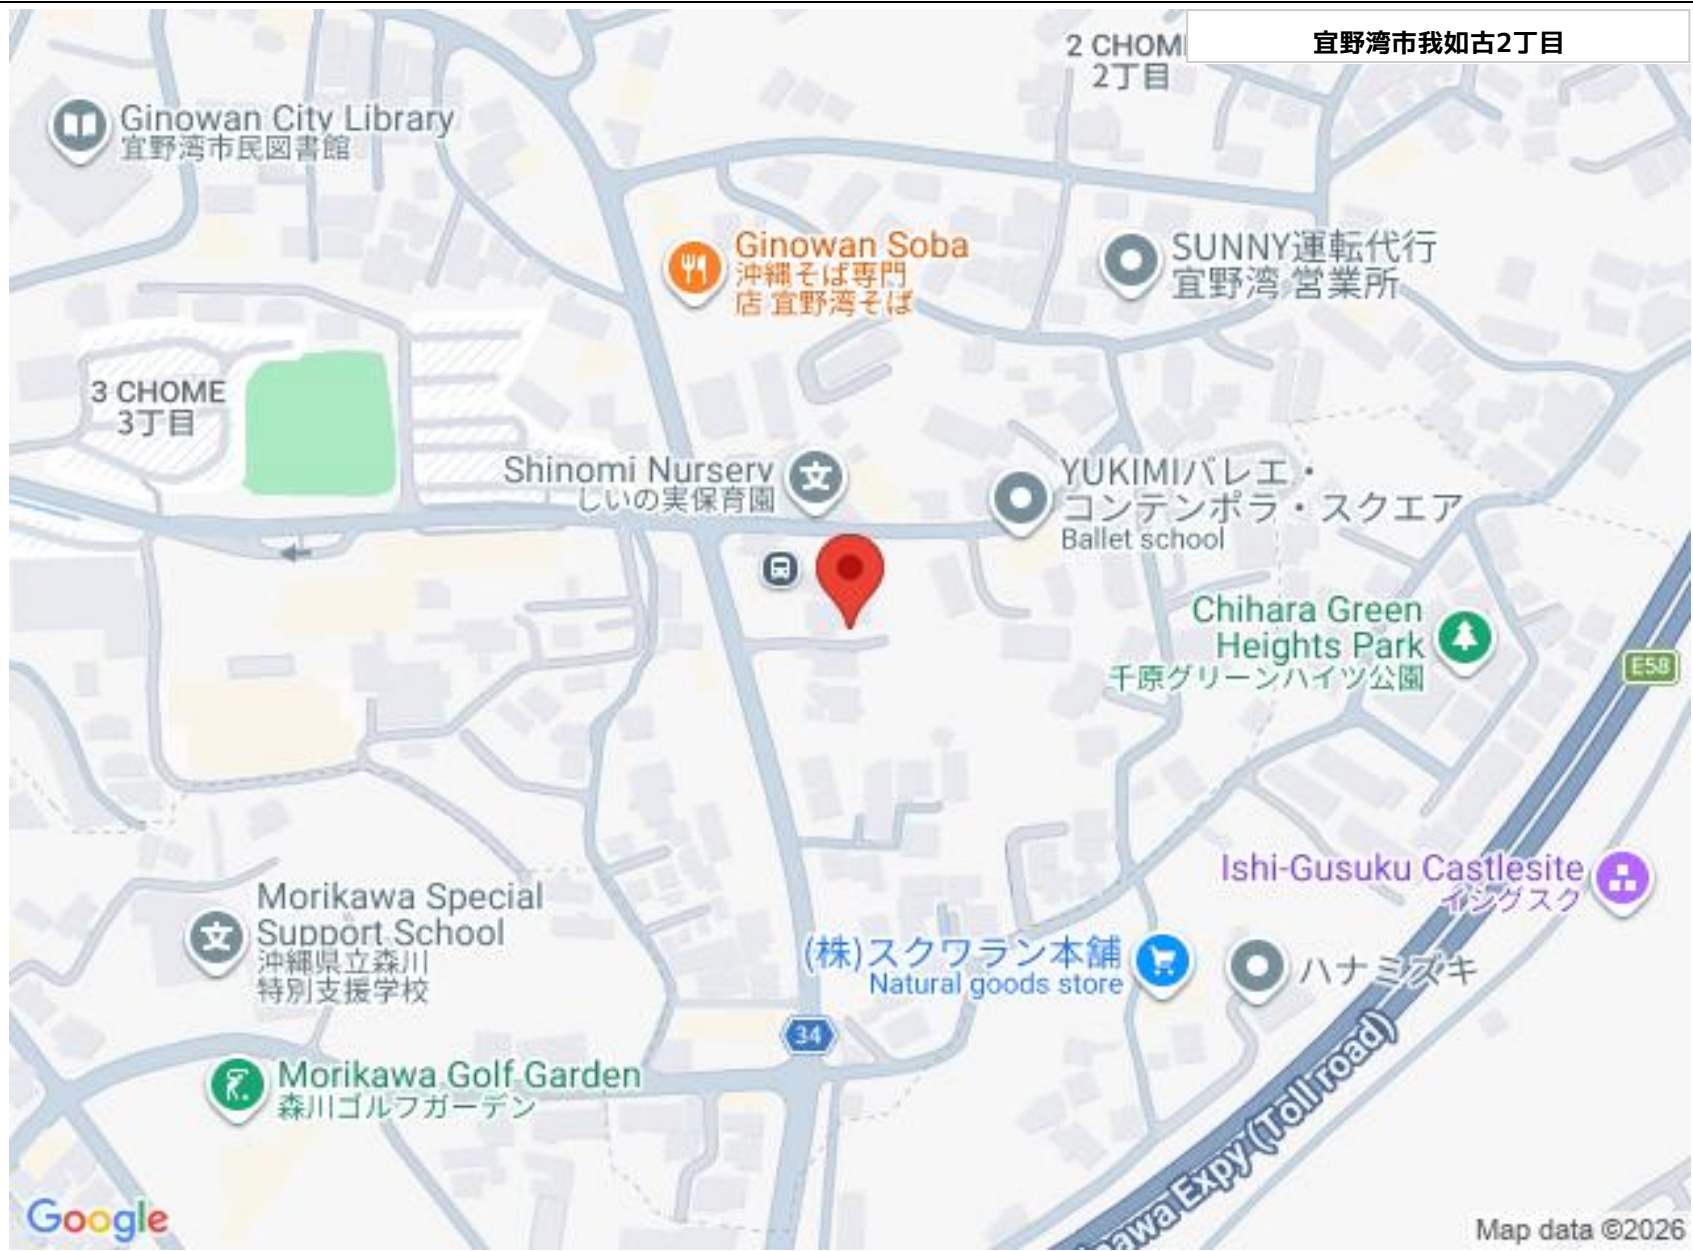 宜野湾市我如古2丁目
2 CHOM
2丁目
Ginowan City Library
宜野湾市民図書館
Ginowan Soba
沖縄そば専門
店 宜野湾そば
SUNNY運転代行
宜野湾 営業所
3 CHOME
3丁目
Shinomi Nursery
しいの実保育園
YUKIMIバレエ・
コンテンポラ・スクエア
Ballet school
Chihara Green
Heights Park
千原グリーンハイツ公園
E58
Ishi-Gusuku Castlesite
イシグスク
Morikawa Special
Support School
沖縄県立森川
特別支援学校
(株)スクワラン本舗
Natural goods store
ハナミズキ
34
Morikawa Golf Garden
森川ゴルフガーデン
nawa Expy (Toll road)
Google
Map data ©2026